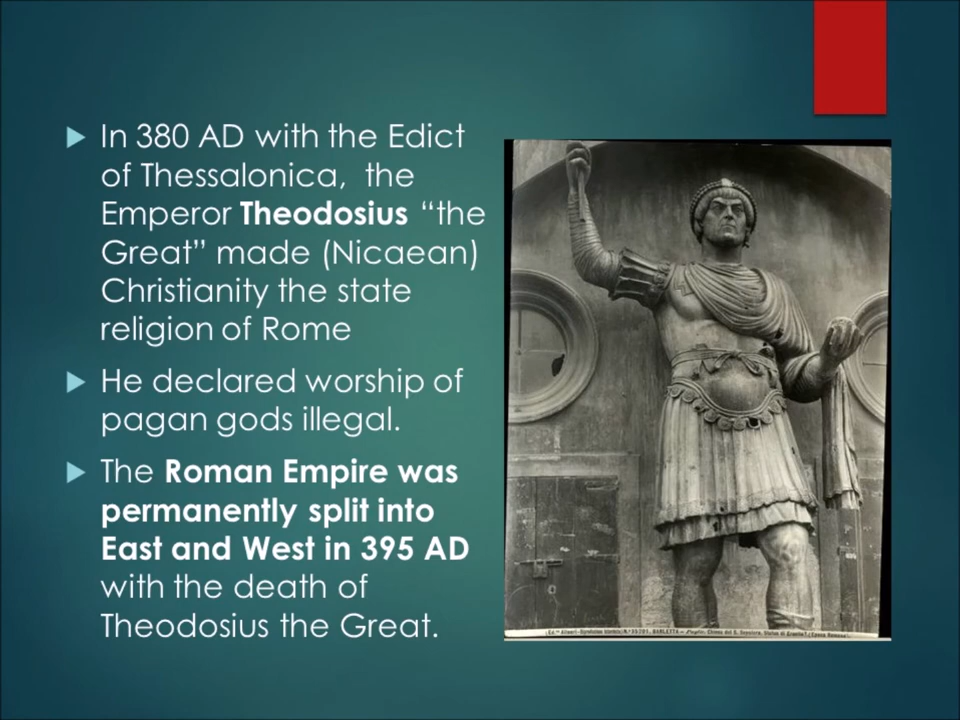 In 380 AD with the Edict
of Thessalonica, the
Emperor Theodosius “the
Great” made (Nicaean)
Christianity the state
religion of Rome
He declared worship of
pagan gods illegal.
The Roman Empire was
permanently split into
East and West in 395 AD
with the death of
Theodosius the Great.
BARLETTA